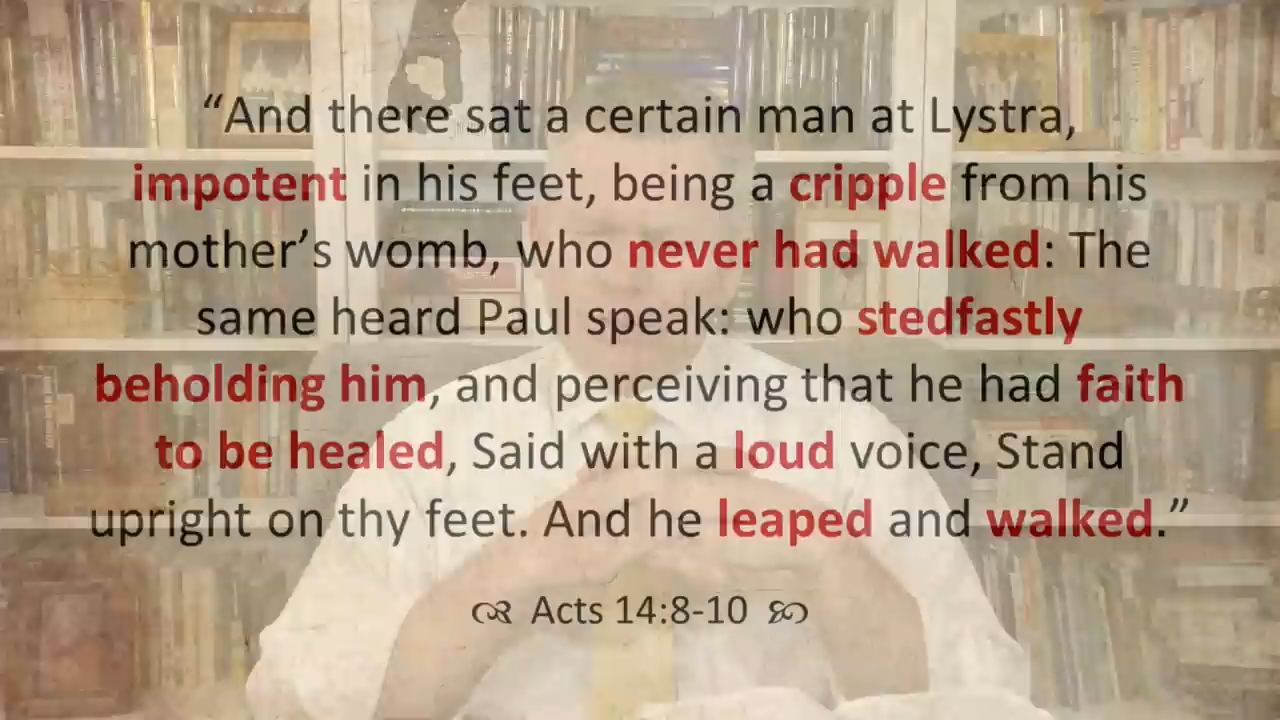 “And there sat a certain man at Lystra,
impotent in his feet, being a cripple from his
mother’s womb, who never had walked: The
same heard Paul speak: who stedfastly
beholding him, and perceiving that he had faith
to be healed, Said with a loud voice, Stand
upright on thy feet. And he leaped and walked.”
Acts 14:8-10